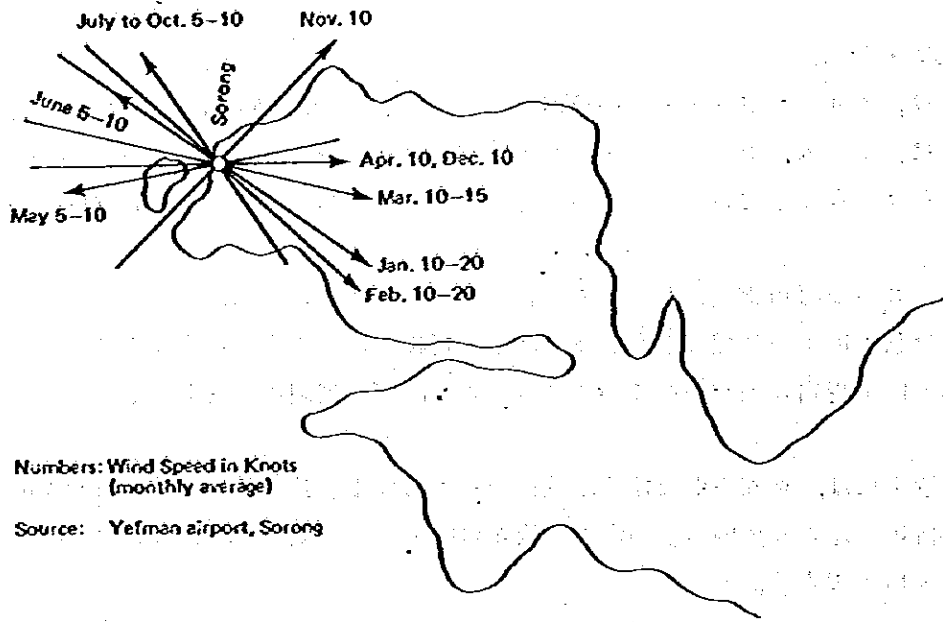 July to Oct. 5–10
Nov. 10
Sorong
June 5–10
Apr. 10, Dec. 10
Mar. 10–15
May 5–10
Jan. 10–20
Feb. 10–20
Numbers: Wind Speed in Knots
(monthly average)
Source: Yefman airport, Sorong